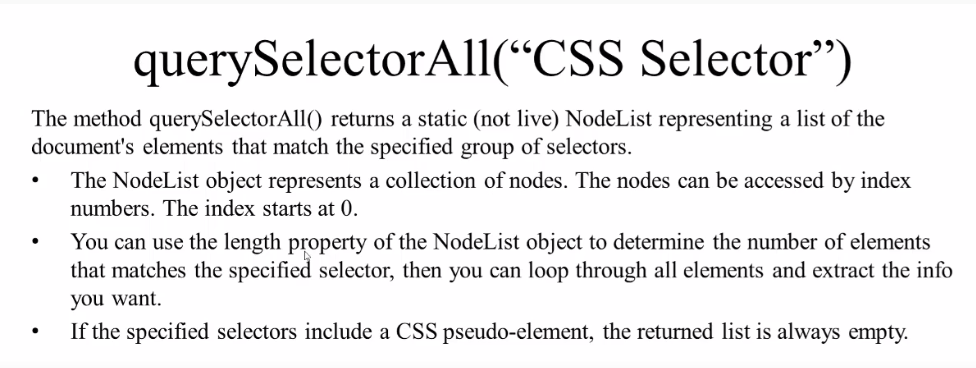 querySelectorAll(“CSS Selector”)
The method querySelectorAll() returns a static (not live) NodeList representing a list of the
document's elements that match the specified group of selectors.
• The NodeList object represents a collection of nodes. The nodes can be accessed by index
numbers. The index starts at 0.
• You can use the length property of the NodeList object to determine the number of elements
that matches the specified selector, then you can loop through all elements and extract the info
you want.
• If the specified selectors include a CSS pseudo-element, the returned list is always empty.